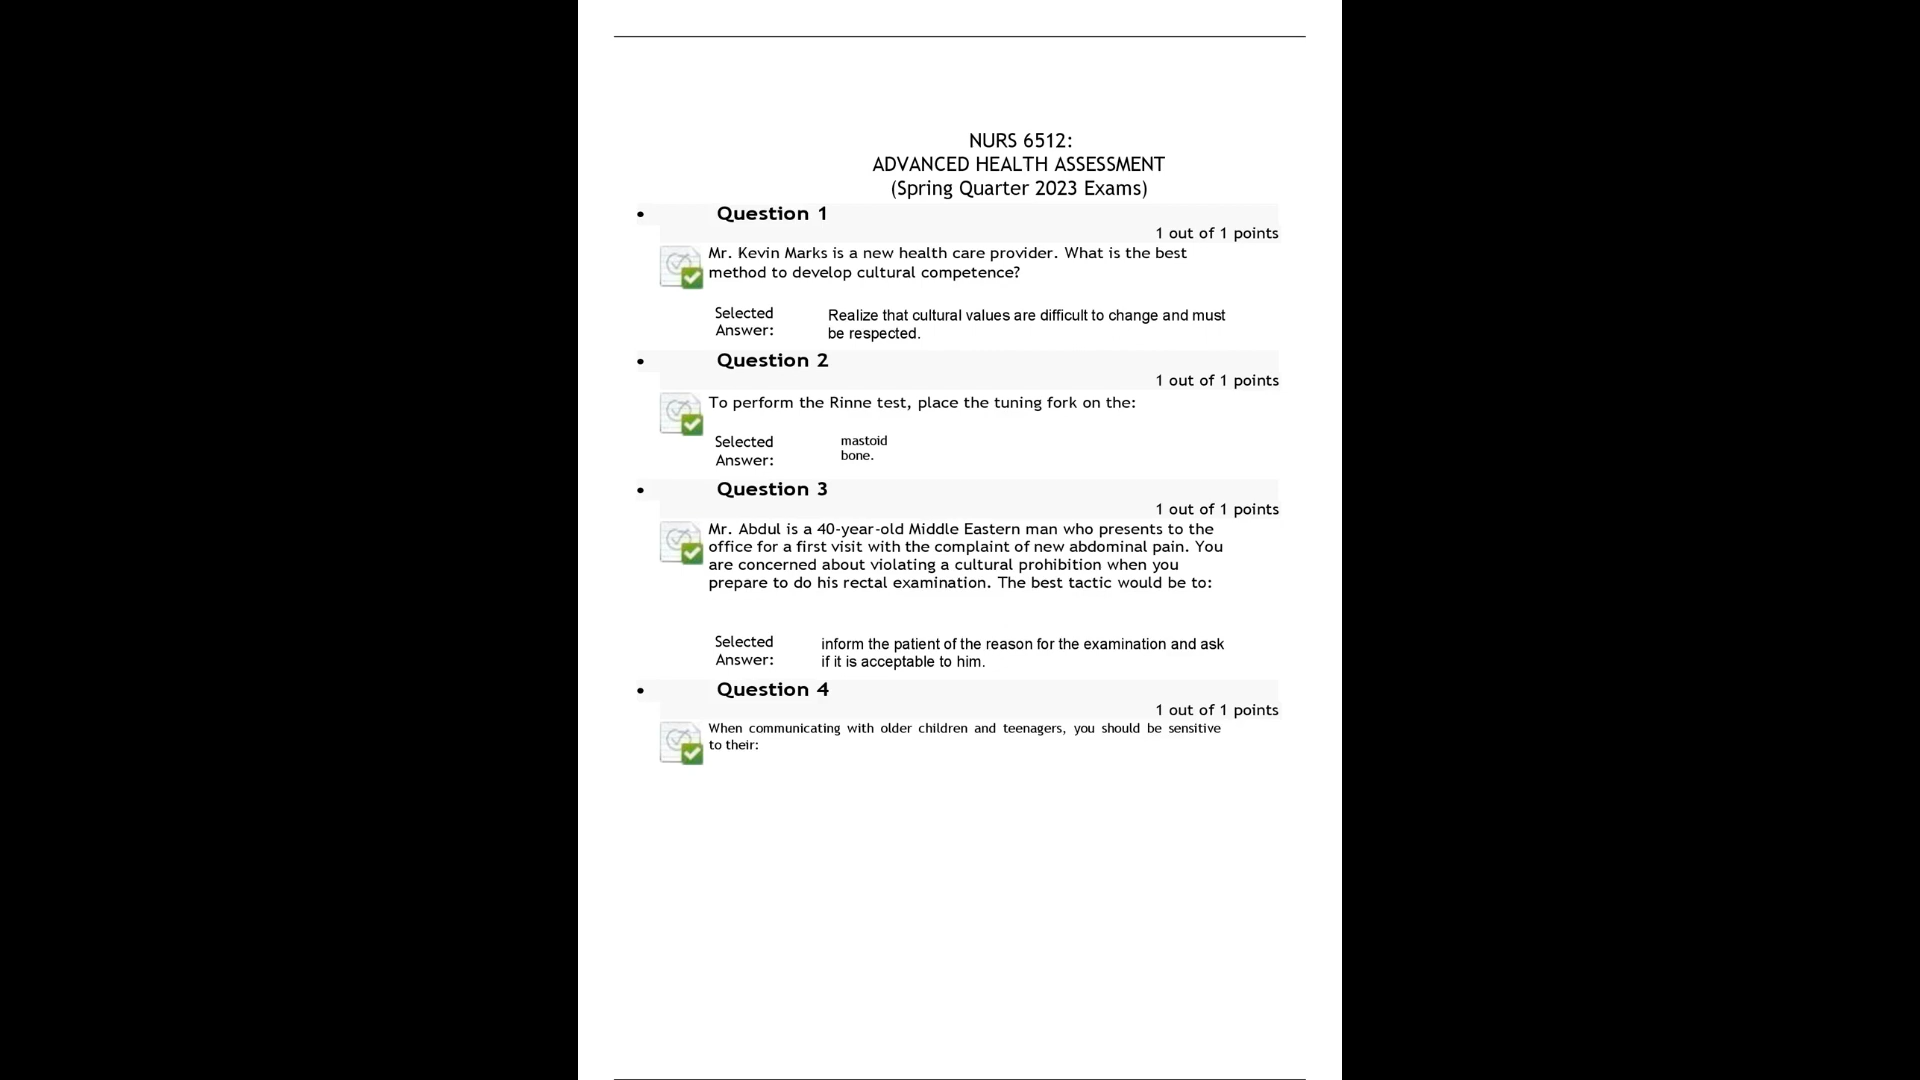 NURS 6512:
ADVANCED HEALTH ASSESSMENT
(Spring Quarter 2023 Exams)
• Question 1
1 out of 1 points
Mr. Kevin Marks is a new health care provider. What is the best
method to develop cultural competence?
Selected
Answer:
Realize that cultural values are difficult to change and must
be respected.
• Question 2
1 out of 1 points
To perform the Rinne test, place the tuning fork on the:
Selected
Answer:
mastoid
bone.
• Question 3
1 out of 1 points
Mr. Abdul is a 40-year-old Middle Eastern man who presents to the
office for a first visit with the complaint of new abdominal pain. You
are concerned about violating a cultural prohibition when you
prepare to do his rectal examination. The best tactic would be to:
Selected
Answer:
inform the patient of the reason for the examination and ask
if it is acceptable to him.
• Question 4
1 out of 1 points
When communicating with older children and teenagers, you should be sensitive
to their: